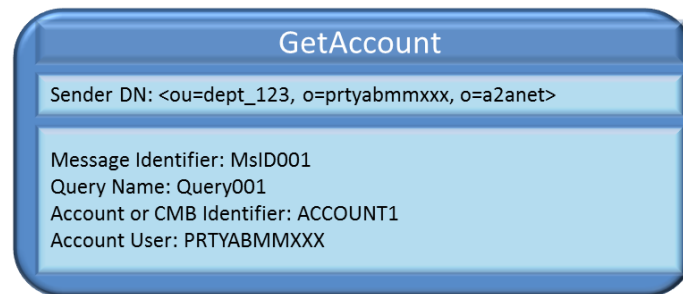 GetAccount
Sender DN: <ou=dept_123, o=prtyabmmxxx, o=a2anet>
Message Identifier: MsID001
Query Name: Query001
Account or CMB Identifier: ACCOUNT1
Account User: PRTYABMMXXX